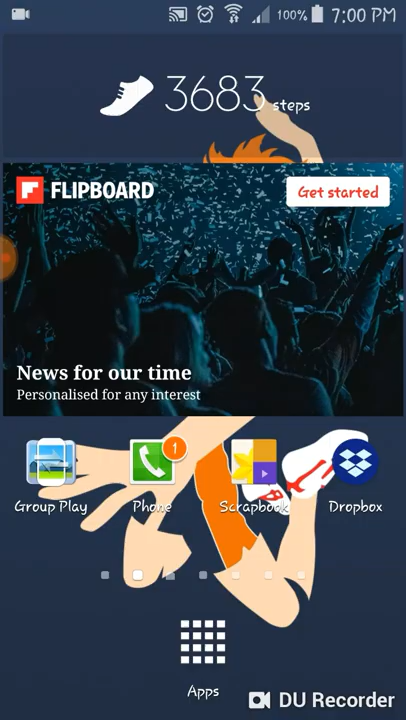 100% 7:00 PM
3683 steps
FLIPBOARD
Get started
News for our time
Personalised for any interest
1
Group Play Phone Scrapbook Dropbox
Apps
DU Recorder